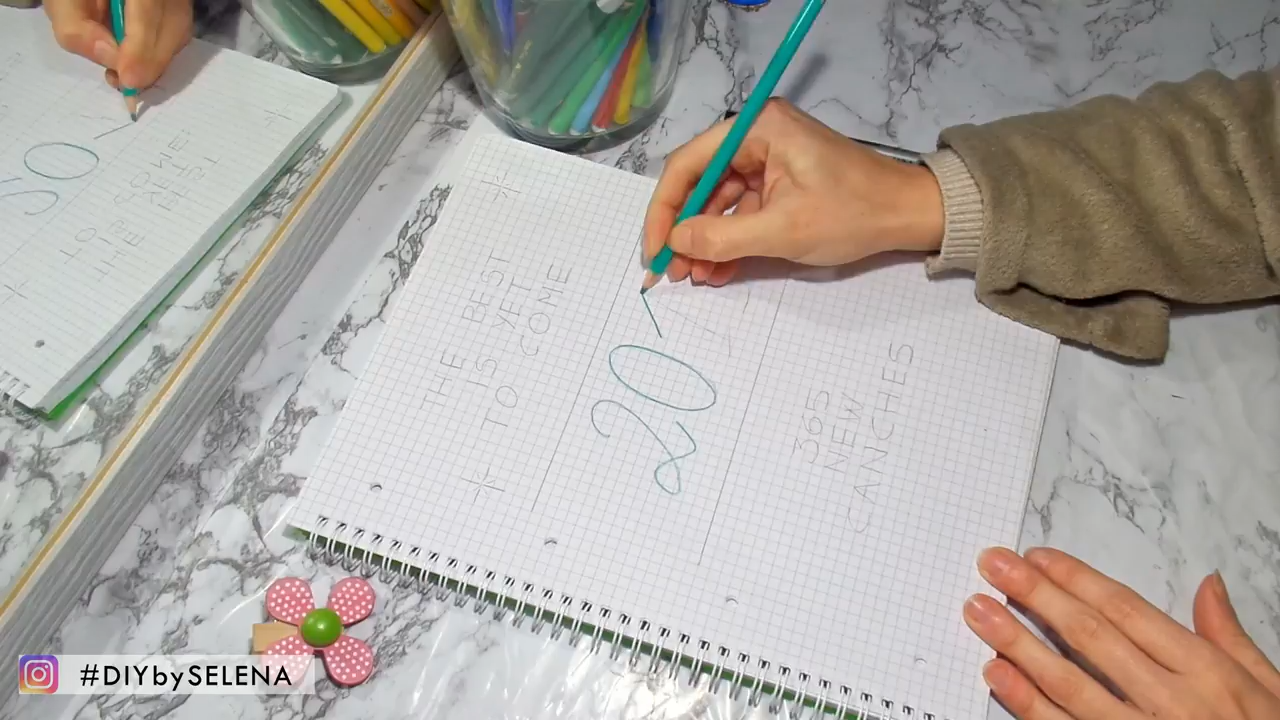 THE BEST
IS YET
TO COME
20
365
NEW
CANCHES
#DIYbySELENA